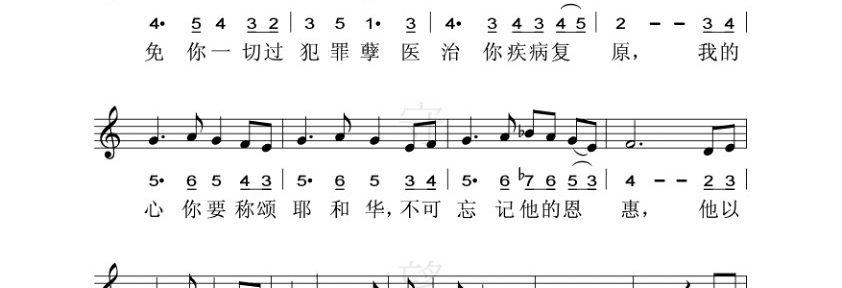 4· 5 4 3 2 | 3 5 1· 3 | 4· 3 4 3 4 5 | 2 – – 3 4
免 你一切过 犯罪孽 医 治 你疾病复 原， 我的
5· 6 5 4 3 | 5· 6 5 3 4 | 5· 6 ♭7 6 5 3 | 4 – – 2 3
心 你要称颂 耶 和 华，不可 忘 记他的恩 惠， 他以